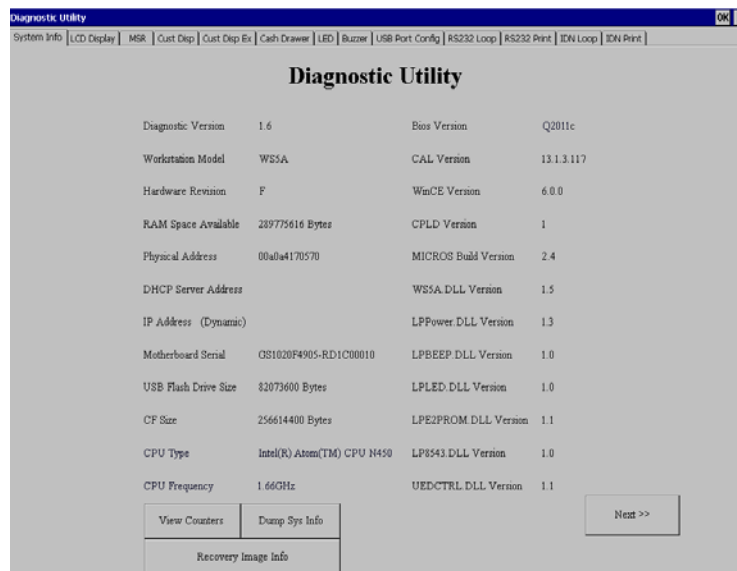 Diagnostic Utility OK
System Info LCD Display MSR Cust Disp Cust Disp Ex Cash Drawer LED Buzzer USB Port Config RS232 Loop RS232 Print IDN Loop IDN Print
Diagnostic Utility
Diagnostic Version 1.6 Bios Version Q2011c
Workstation Model WS5A CAL Version 13.1.3.117
Hardware Revision F WinCE Version 6.0.0
RAM Space Available 289775616 Bytes CPLD Version 1
Physical Address 00a0a4170570 MICROS Build Version 2.4
DHCP Server Address WS5A.DLL Version 1.5
IP Address (Dynamic) LPPower.DLL Version 1.3
Motherboard Serial GS1020F4905-RD1C00010 LPBEEP.DLL Version 1.0
USB Flash Drive Size 82073600 Bytes LPLED.DLL Version 1.0
CF Size 256614400 Bytes LPE2PROM.DLL Version 1.1
CPU Type Intel(R) Atom(TM) CPU N450 LP8543.DLL Version 1.0
CPU Frequency 1.66GHz UEDCTRL.DLL Version 1.1
View Counters Dump Sys Info Next >>
Recovery Image Info